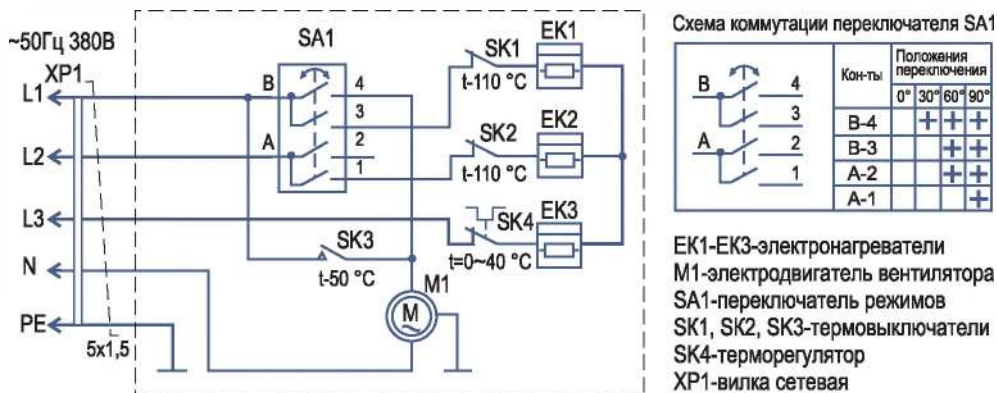 ~50Гц 380В
XP1
L1
L2
L3
N
PE
5x1,5
SA1
B
A
4
3
2
1
SK1
t-110 °C
EK1
SK2
t-110 °C
EK2
SK4
t=0~40 °C
EK3
SK3
t-50 °C
M1
M
Схема коммутации переключателя SA1
B
A
4
3
2
1
Кон-ты
Положения
переключения
0° 30° 60° 90°
B-4 + + +
B-3 + +
A-2 + +
A-1 +
EK1-EK3-электронагреватели
M1-электродвигатель вентилятора
SA1-переключатель режимов
SK1, SK2, SK3-термовыключатели
SK4-терморегулятор
XP1-вилка сетевая